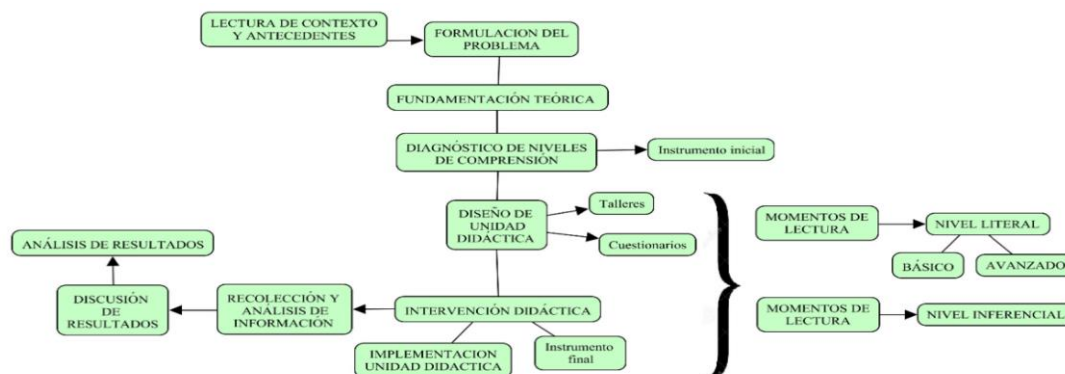 LECTURA DE CONTEXTO
Y ANTECEDENTES
FORMULACION DEL
PROBLEMA
FUNDAMENTACIÓN TEÓRICA
DIAGNÓSTICO DE NIVELES
DE COMPRENSIÓN
Instrumento inicial
DISEÑO DE
UNIDAD
DIDÁCTICA
Talleres
Cuestionarios
MOMENTOS DE
LECTURA
NIVEL LITERAL
BÁSICO
AVANZADO
ANÁLISIS DE RESULTADOS
DISCUSIÓN
DE
RESULTADOS
RECOLECCIÓN Y
ANÁLISIS DE
INFORMACIÓN
INTERVENCIÓN DIDÁCTICA
MOMENTOS DE
LECTURA
NIVEL INFERENCIAL
IMPLEMENTACION
UNIDAD DIDACTICA
Instrumento
final